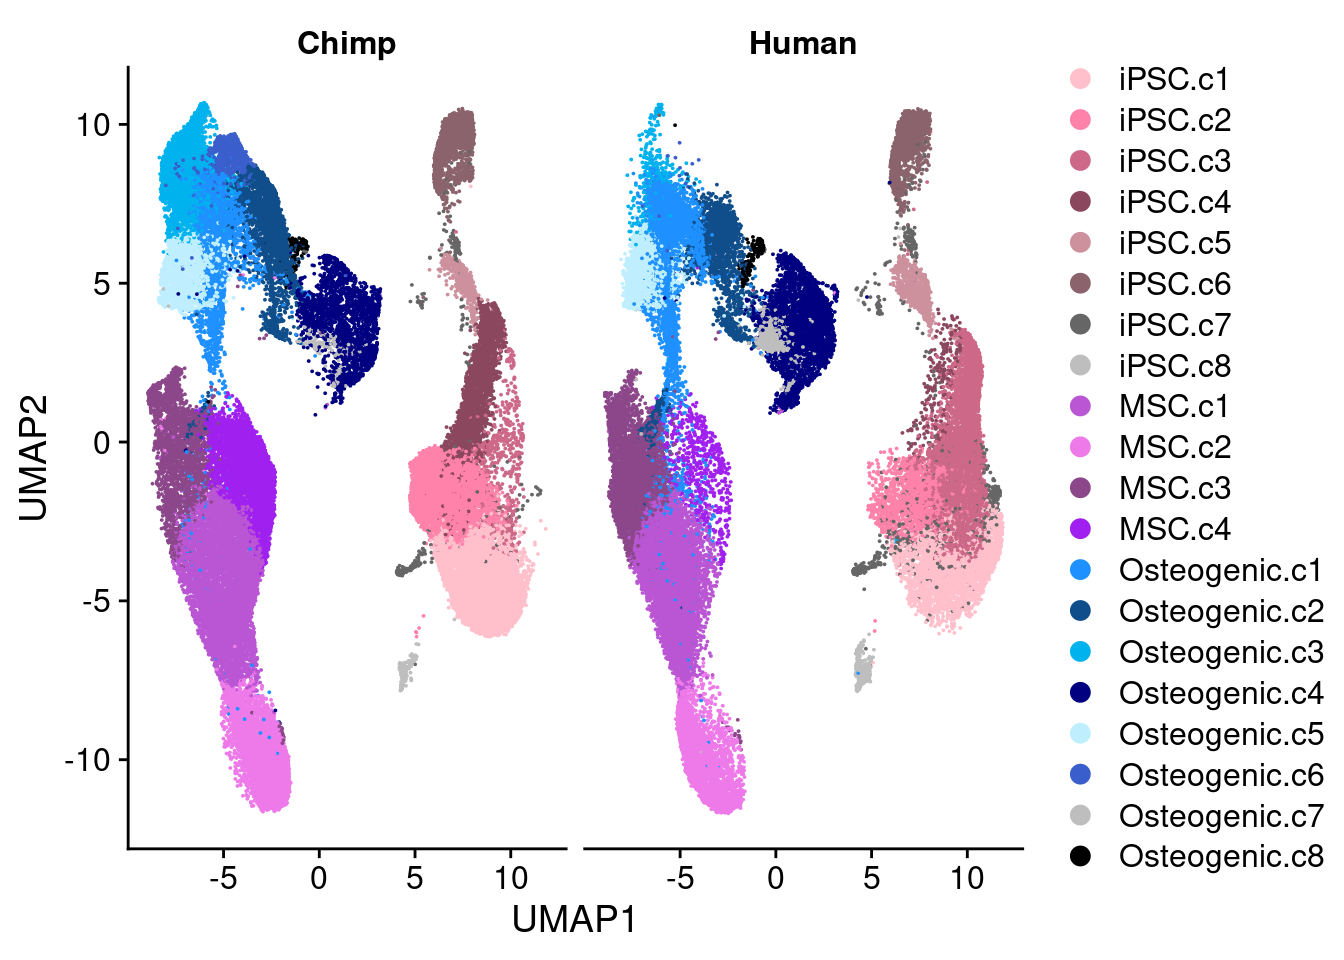 Chimp
Human
iPSC.c1
iPSC.c2
iPSC.c3
iPSC.c4
iPSC.c5
iPSC.c6
iPSC.c7
iPSC.c8
MSC.c1
MSC.c2
MSC.c3
MSC.c4
Osteogenic.c1
Osteogenic.c2
Osteogenic.c3
Osteogenic.c4
Osteogenic.c5
Osteogenic.c6
Osteogenic.c7
Osteogenic.c8
UMAP2
10
5
0
-5
-10
-5 0 5 10
-5 0 5 10
UMAP1